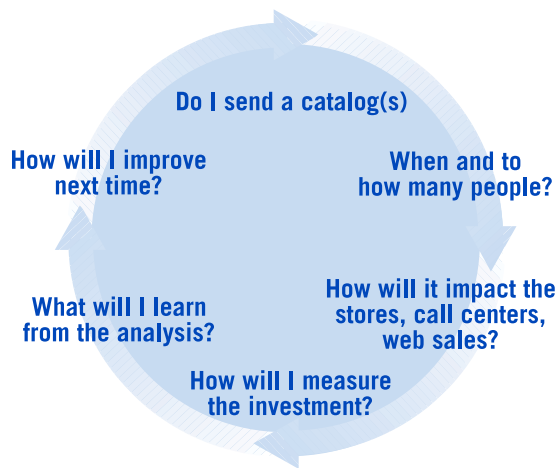 Do I send a catalog(s)
When and to
how many people?
How will it impact the
stores, call centers,
web sales?
How will I measure
the investment?
What will I learn
from the analysis?
How will I improve
next time?